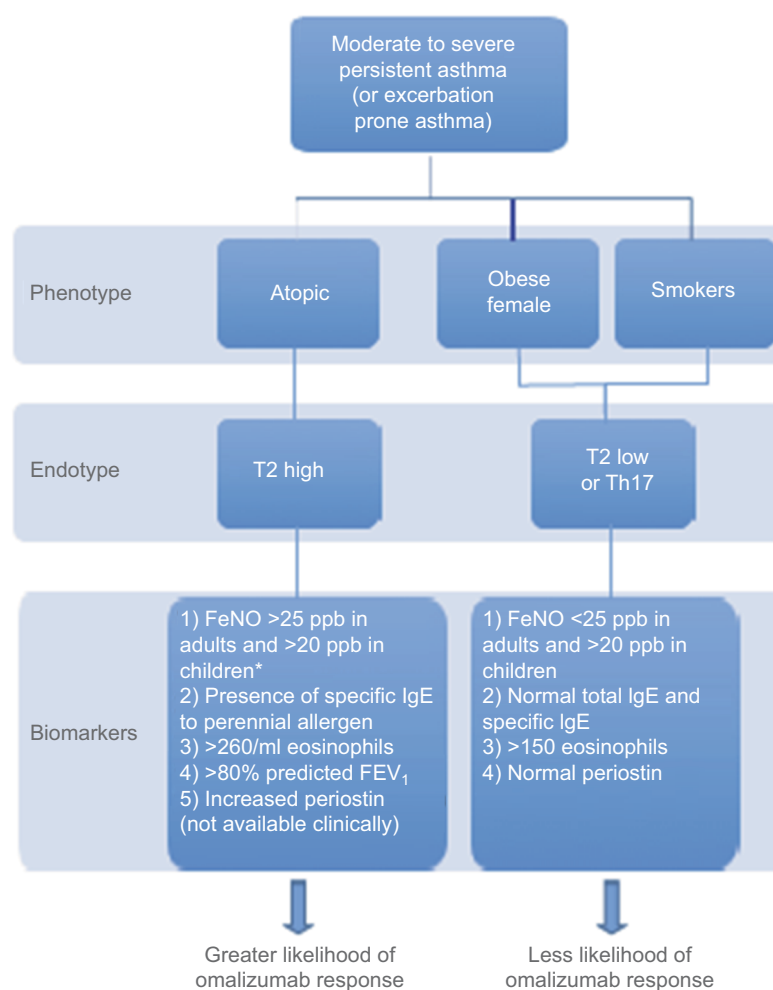 Moderate to severe
persistent asthma
(or excerbation
prone asthma)
Phenotype
Atopic
Obese
female
Smokers
Endotype
T2 high
T2 low
or Th17
Biomarkers
1) FeNO >25 ppb in
adults and >20 ppb in
children*
2) Presence of specific IgE
to perennial allergen
3) >260/ml eosinophils
4) >80% predicted FEV₁
5) Increased periostin
(not available clinically)
1) FeNO <25 ppb in
adults and >20 ppb in
children
2) Normal total IgE and
specific IgE
3) >150 eosinophils
4) Normal periostin
Greater likelihood of
omalizumab response
Less likelihood of
omalizumab response